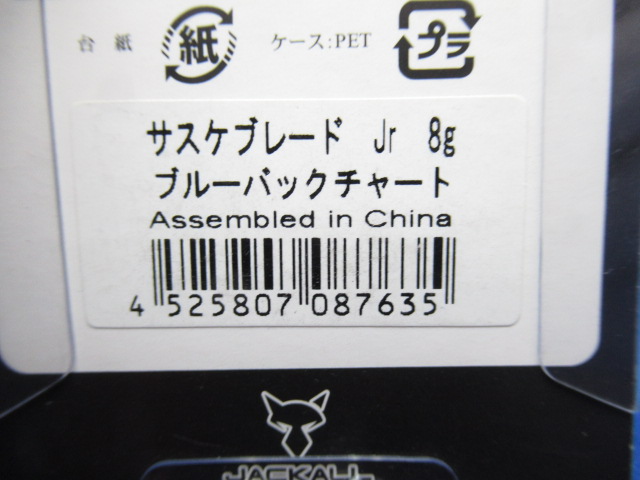 台 紙 紙 ケース:PET プラ
サスケブレード Jr 8g
ブルーバックチャート
Assembled in China
4 525807 087635
JACKALL